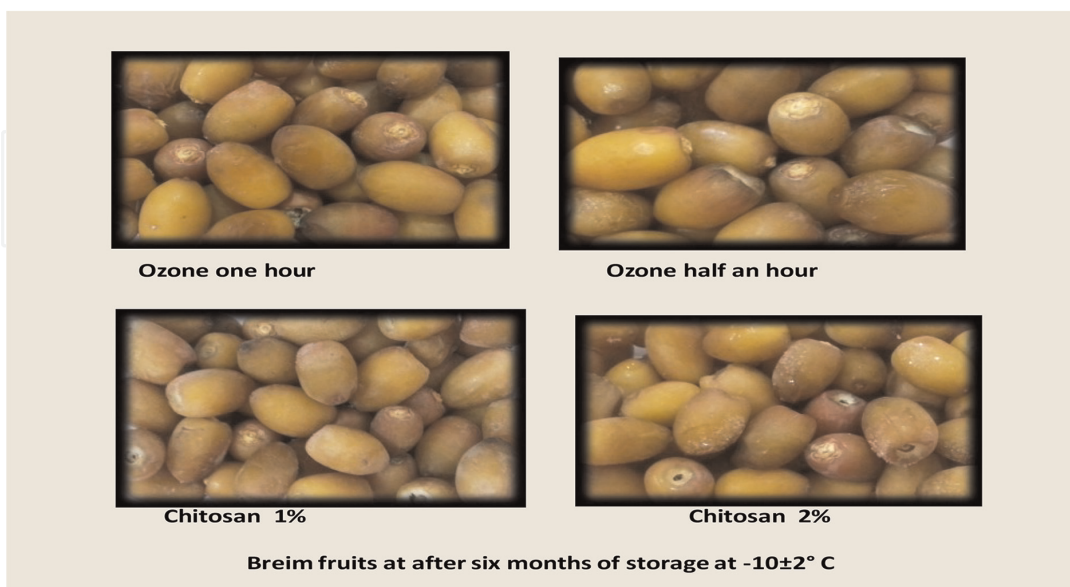 Ozone one hour
Ozone half an hour
Chitosan 1%
Chitosan 2%
Breim fruits at after six months of storage at -10±2° C